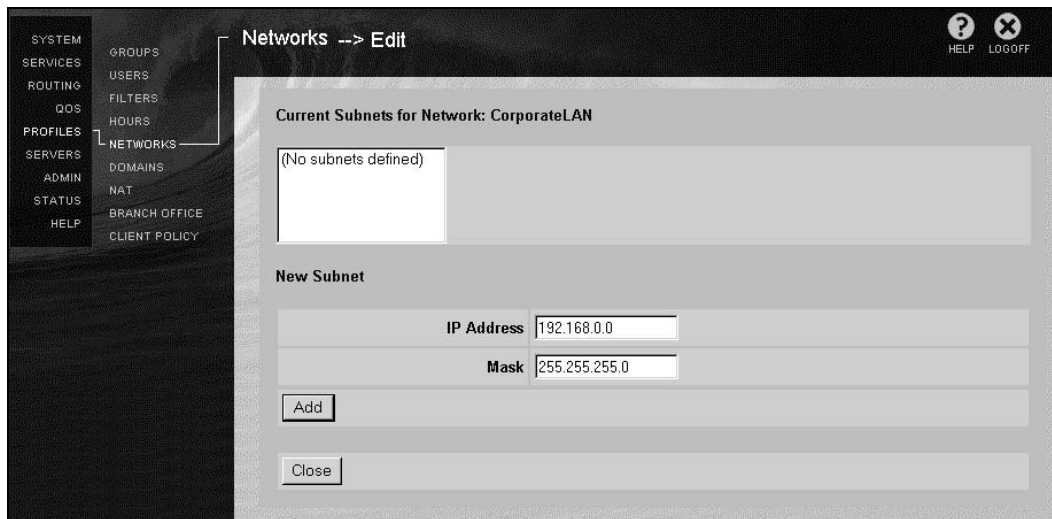 SYSTEM
SERVICES
ROUTING
QOS
PROFILES
SERVERS
ADMIN
STATUS
HELP
GROUPS
USERS
FILTERS
HOURS
NETWORKS
DOMAINS
NAT
BRANCH OFFICE
CLIENT POLICY
Networks --> Edit
HELP
LOGOFF
Current Subnets for Network: CorporateLAN
(No subnets defined)
New Subnet
IP Address 192.168.0.0
Mask 255.255.255.0
Add
Close